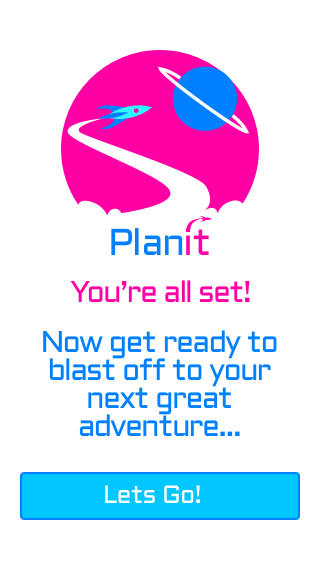 Planit
You're all set!
Now get ready to
blast off to your
next great
adventure...
Lets Go!